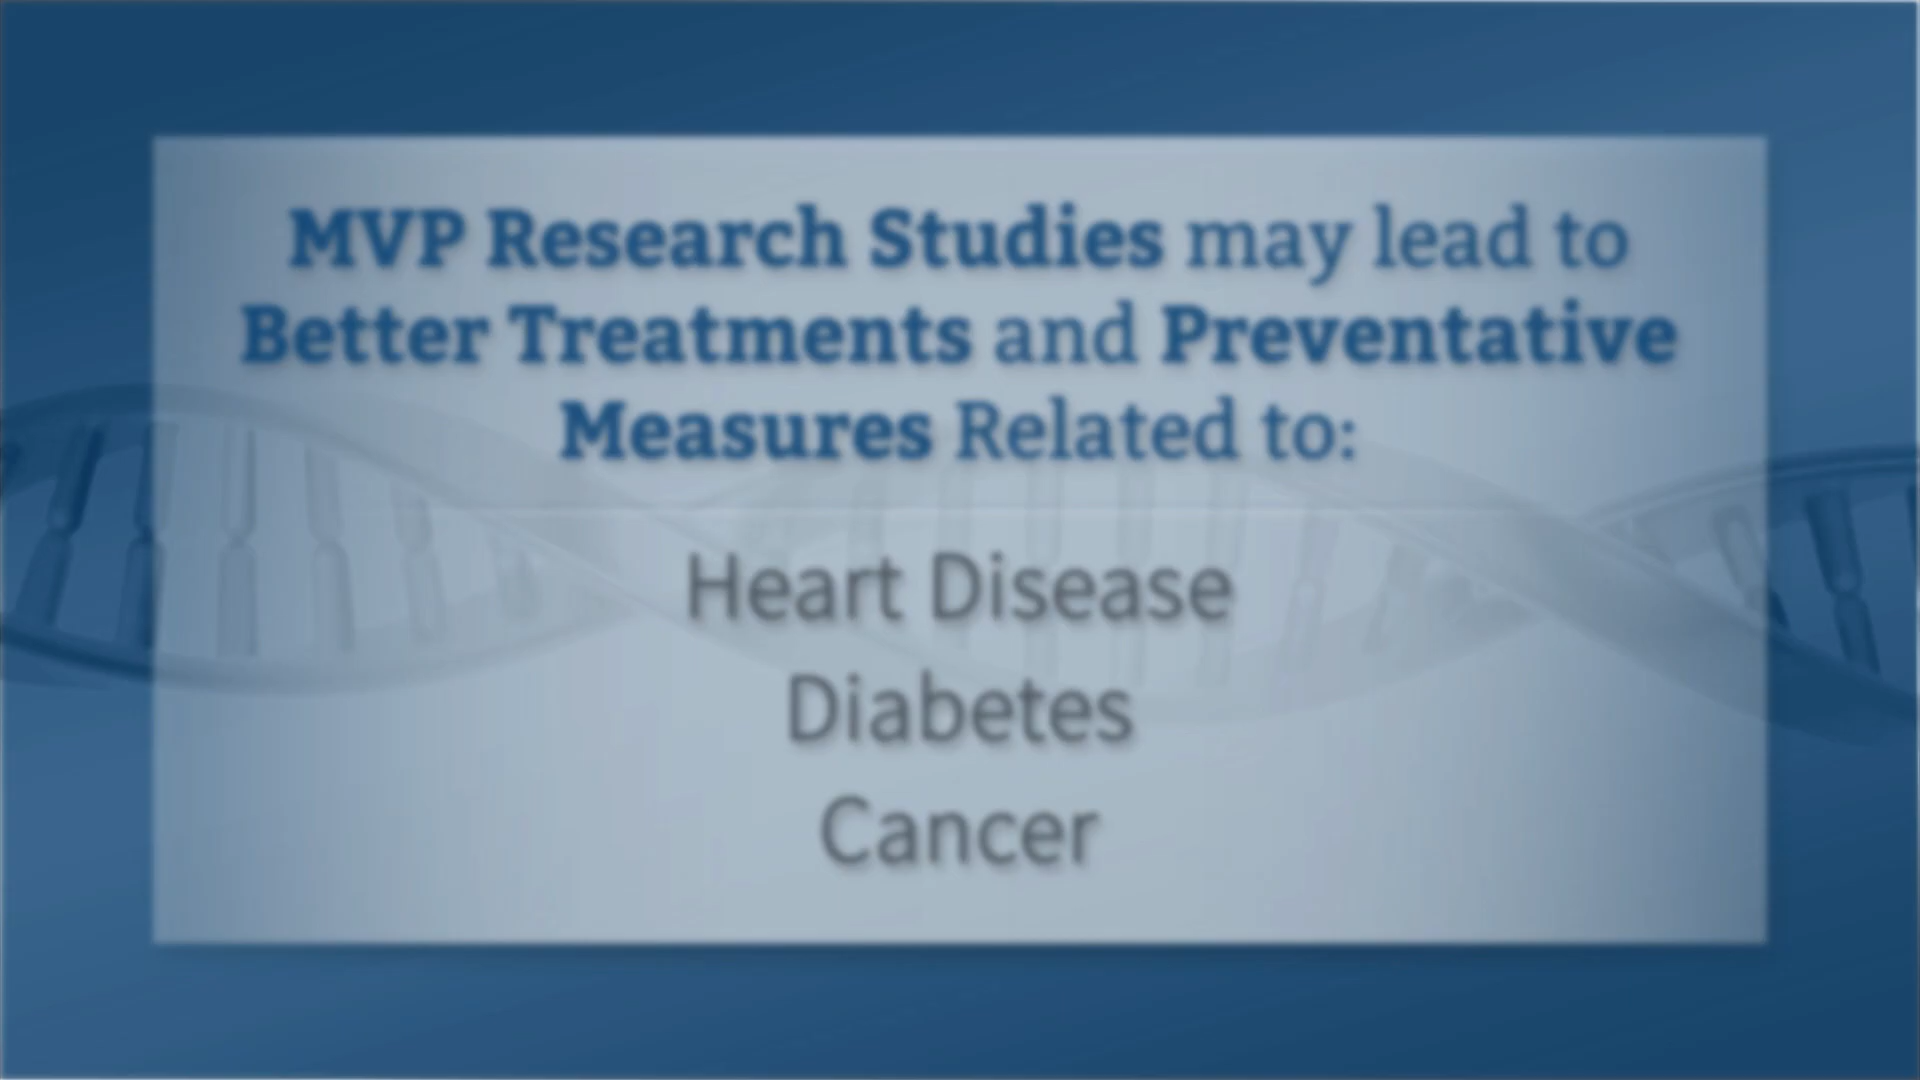 MVP Research Studies may lead to
Better Treatments and Preventative
Measures Related to:
Heart Disease
Diabetes
Cancer